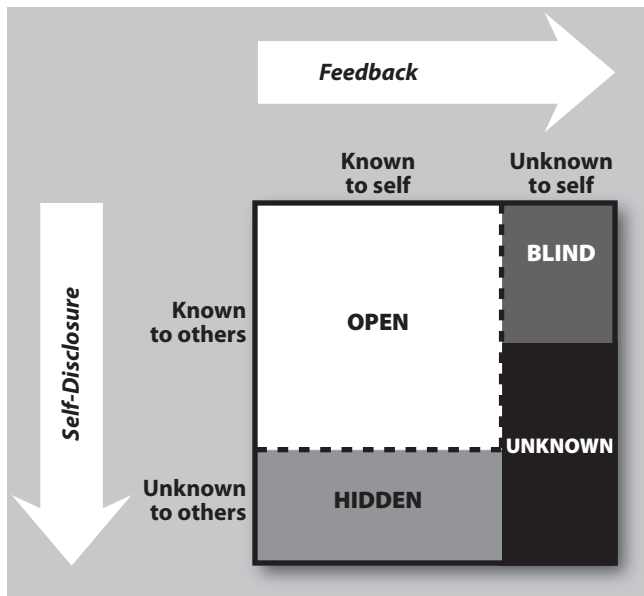 Feedback
Known
to self
Unknown
to self
Self-Disclosure
Known
to others
OPEN
BLIND
UNKNOWN
Unknown
to others
HIDDEN